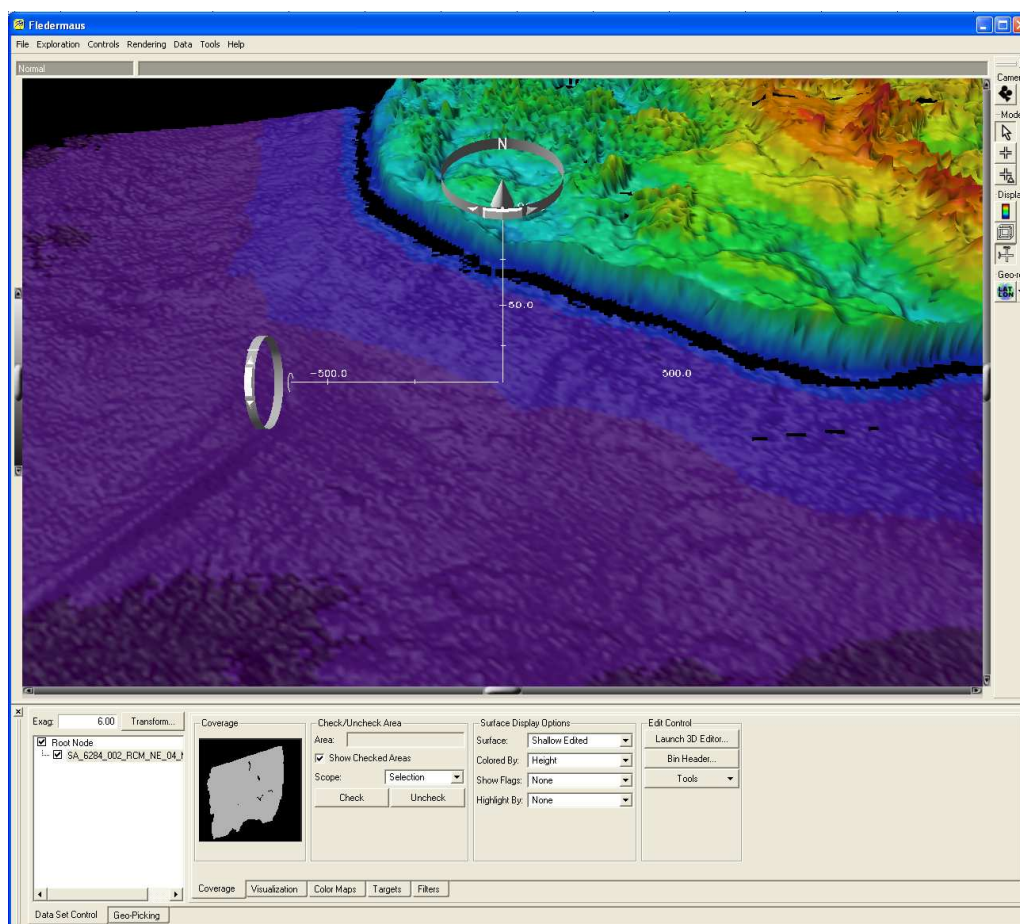 Fledermaus
File Exploration Controls Rendering Data Tools Help
Normal
N
50.0
-500.0
500.0
Camer
Mode
Displa
Geo-r
LAT
LON
Exag: 6.00 Transform...
Root Node
SA_6284_002_RCM_NE_04_
Coverage
Check/Uncheck Area
Area:
Show Checked Areas
Scope: Selection
Check Uncheck
Surface Display Options
Surface: Shallow Edited
Colored By: Height
Show Flags: None
Highlight By: None
Edit Control
Launch 3D Editor...
Bin Header...
Tools
Coverage Visualization Color Maps Targets Filters
Data Set Control Geo-Picking